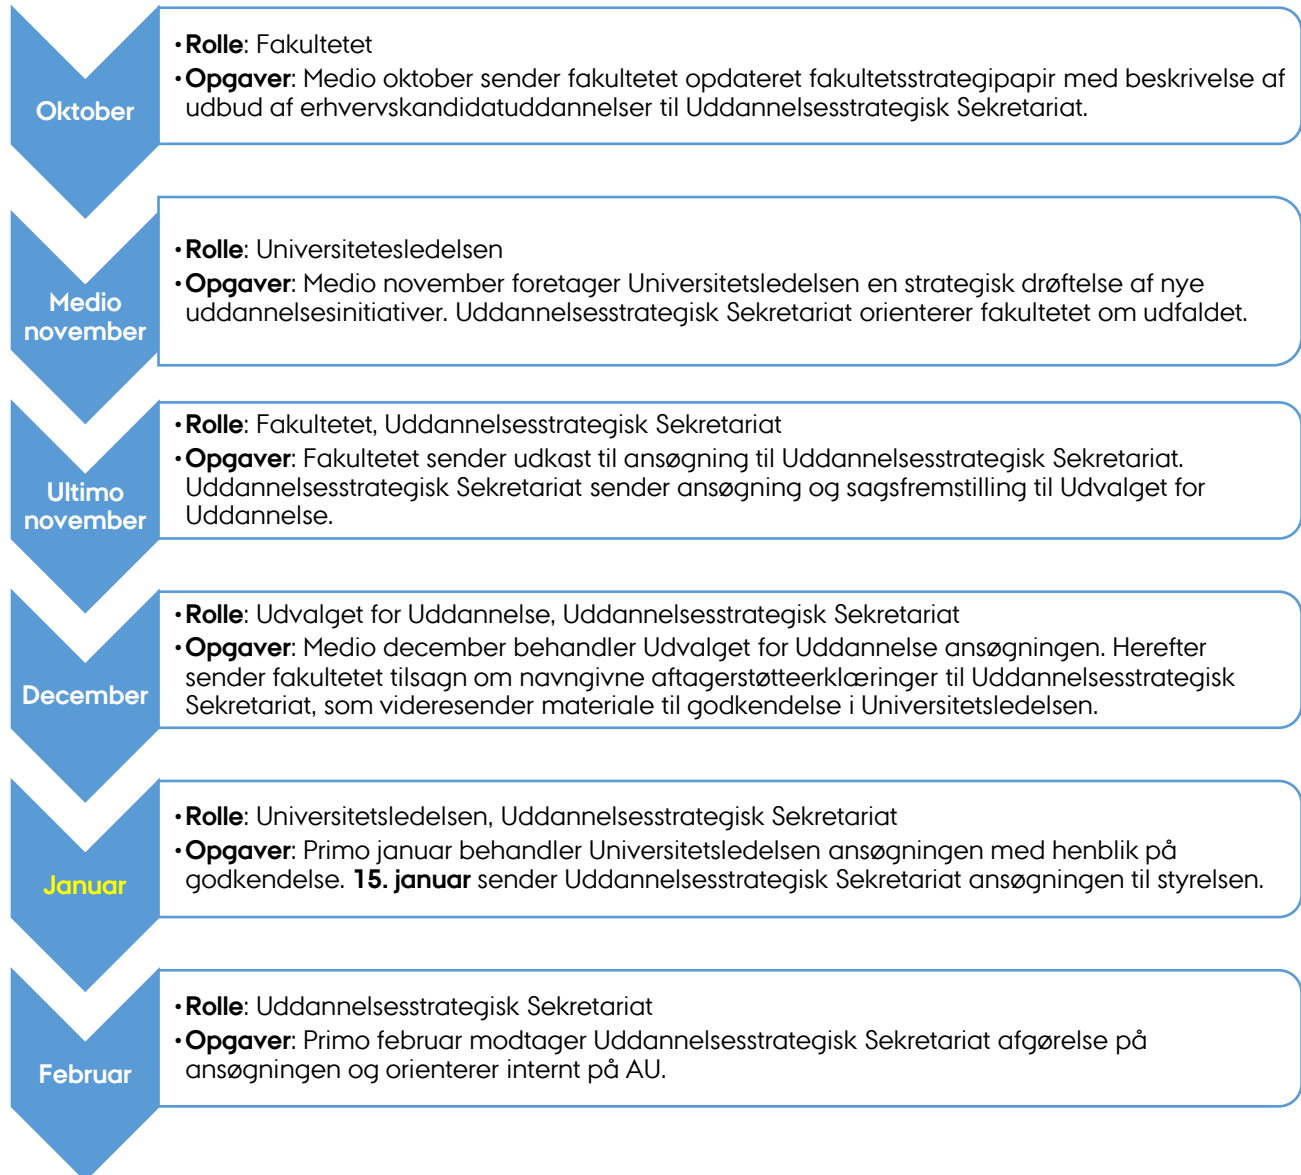 Oktober
•Rolle: Fakultetet
•Opgaver: Medio oktober sender fakultetet opdateret fakultetsstrategipapir med beskrivelse af
udbud af erhvervskandidatuddannelser til Uddannelsesstrategisk Sekretariat.
Medio
november
•Rolle: Universitetesledelsen
•Opgaver: Medio november foretager Universitetsledelsen en strategisk drøftelse af nye
uddannelsesinitiativer. Uddannelsesstrategisk Sekretariat orienterer fakultetet om udfaldet.
Ultimo
november
•Rolle: Fakultetet, Uddannelsesstrategisk Sekretariat
•Opgaver: Fakultetet sender udkast til ansøgning til Uddannelsesstrategisk Sekretariat.
Uddannelsesstrategisk Sekretariat sender ansøgning og sagsfremstilling til Udvalget for
Uddannelse.
December
•Rolle: Udvalget for Uddannelse, Uddannelsesstrategisk Sekretariat
•Opgaver: Medio december behandler Udvalget for Uddannelse ansøgningen. Herefter
sender fakultetet tilsagn om navngivne aftagerstøtteerklæringer til Uddannelsesstrategisk
Sekretariat, som videresender materiale til godkendelse i Universitetsledelsen.
Januar
•Rolle: Universitetsledelsen, Uddannelsesstrategisk Sekretariat
•Opgaver: Primo januar behandler Universitetsledelsen ansøgningen med henblik på
godkendelse. 15. januar sender Uddannelsesstrategisk Sekretariat ansøgningen til styrelsen.
Februar
•Rolle: Uddannelsesstrategisk Sekretariat
•Opgaver: Primo februar modtager Uddannelsesstrategisk Sekretariat afgørelse på
ansøgningen og orienterer internt på AU.